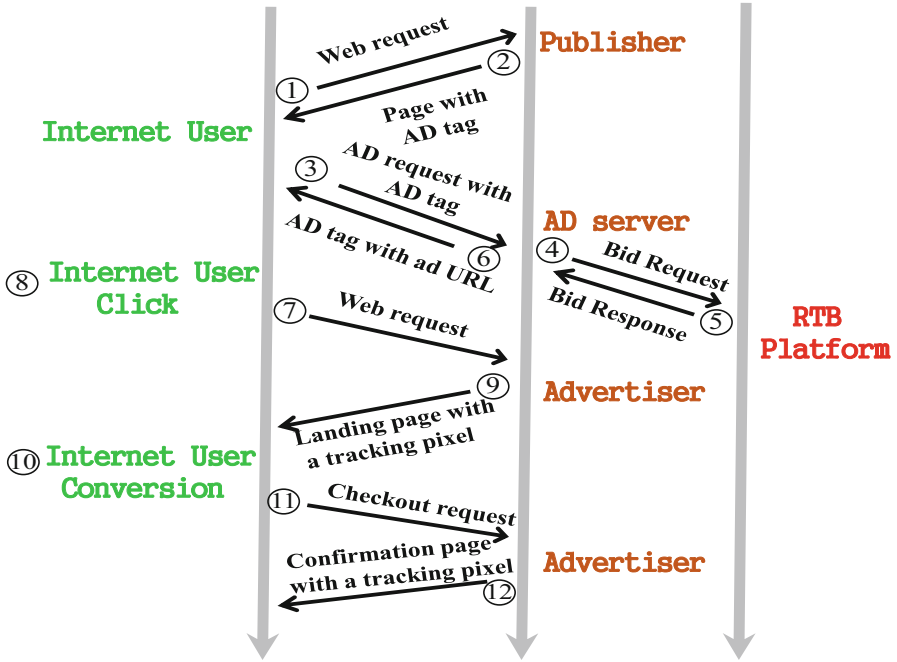 Web request
Publisher
①
②
Page with
AD tag
Internet User
③
AD request with
AD tag
AD server
④
Bid Request
AD tag with ad URL
⑥
⑧
Internet User
Click
Bid Response
⑤
RTB
Platform
⑦
Web request
⑨
Advertiser
Landing page with
a tracking pixel
⑩
Internet User
Conversion
⑪
Checkout request
Confirmation page
with a tracking pixel
Advertiser
⑫